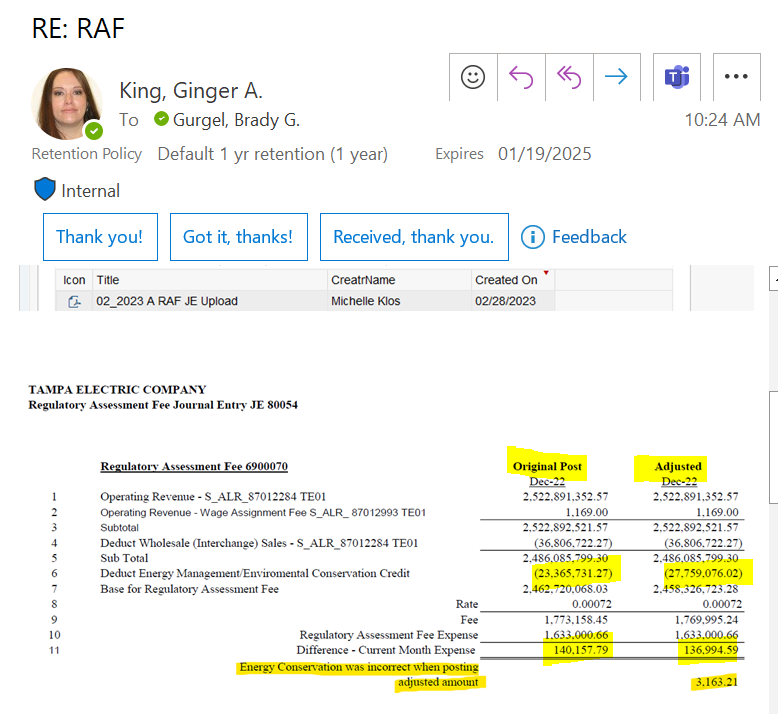 RE: RAF
King, Ginger A.
To Gurgel, Brady G.
10:24 AM
Retention Policy Default 1 yr retention (1 year) Expires 01/19/2025
Internal
Thank you! Got it, thanks! Received, thank you. Feedback
Icon Title CreatrName Created On
02_2023 A RAF JE Upload Michelle Klos 02/28/2023
TAMPA ELECTRIC COMPANY
Regulatory Assessment Fee Journal Entry JE 80054
Regulatory Assessment Fee 6900070 Original Post Adjusted
Dec-22 Dec-22
1 Operating Revenue - S_ALR_87012284 TE01 2,522,891,352.57 2,522,891,352.57
2 Operating Revenue - Wage Assignment Fee S_ALR_ 87012993 TE01 1,169.00 1,169.00
3 Subtotal 2,522,892,521.57 2,522,892,521.57
4 Deduct Wholesale (Interchange) Sales - S_ALR_87012284 TE01 (36,806,722.27) (36,806,722.27)
5 Sub Total 2,486,085,799.30 2,486,085,799.30
6 Deduct Energy Management/Enviromental Conservation Credit (23,365,731.27) (27,759,076.02)
7 Base for Regulatory Assessment Fee 2,462,720,068.03 2,458,326,723.28
8 Rate 0.00072 0.00072
9 Fee 1,773,158.45 1,769,995.24
10 Regulatory Assessment Fee Expense 1,633,000.66 1,633,000.66
11 Difference - Current Month Expense 140,157.79 136,994.59
Energy Conservation was incorrect when posting
adjusted amount 3,163.21